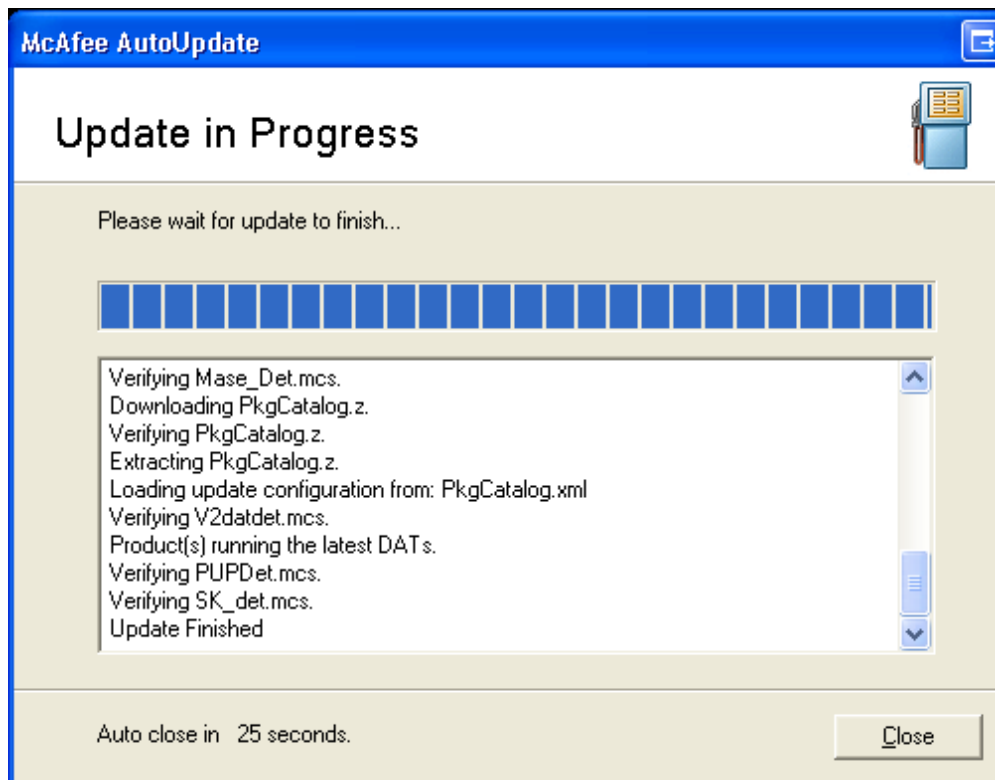 McAfee AutoUpdate
Update in Progress
Please wait for update to finish...
Verifying Mase_Det.mcs.
Downloading PkgCatalog.z.
Verifying PkgCatalog.z.
Extracting PkgCatalog.z.
Loading update configuration from: PkgCatalog.xml
Verifying V2datdet.mcs.
Product(s) running the latest DATs.
Verifying PUPDet.mcs.
Verifying SK_det.mcs.
Update Finished
Auto close in 25 seconds.
Close